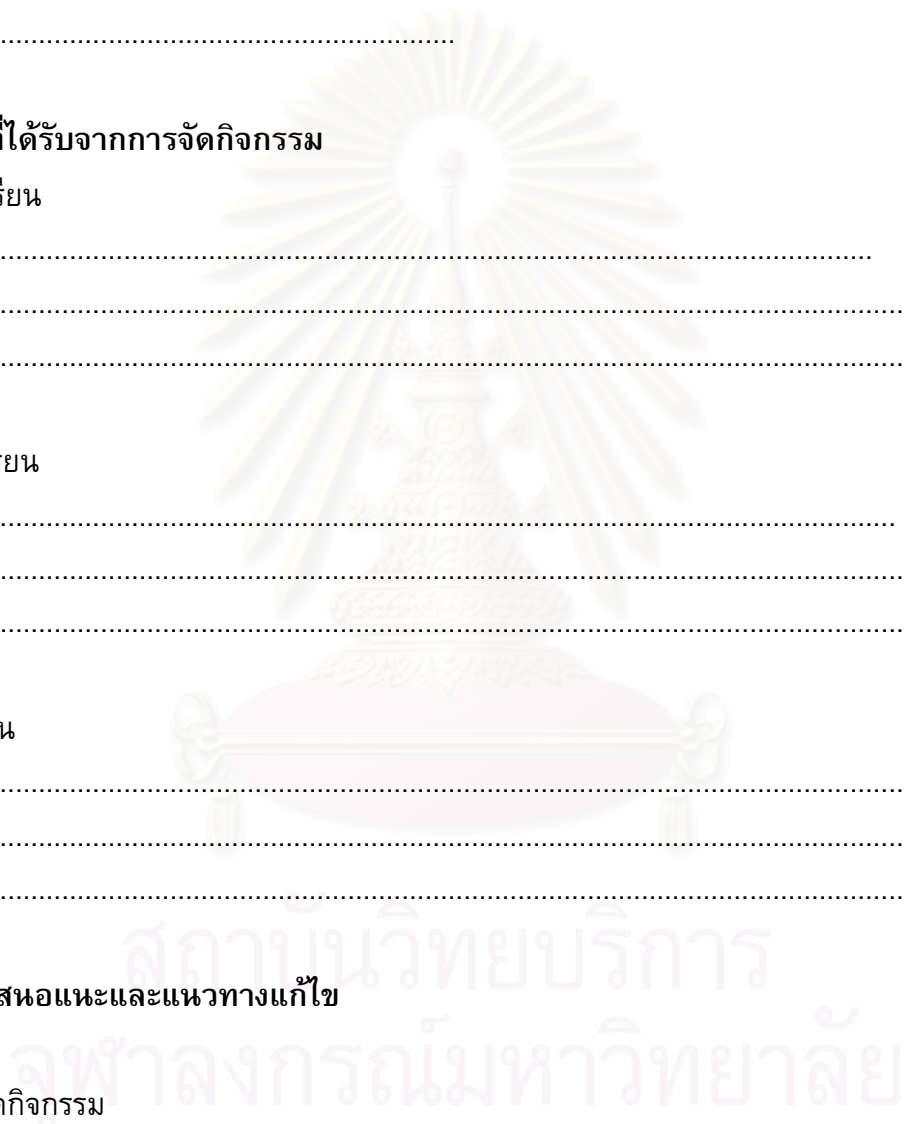 ........................................................
ที่ได้รับจากการจัดกิจกรรม
รียน
................................................................................................................
....................................................................................................................
....................................................................................................................
รียน
...................................................................................................................
....................................................................................................................
....................................................................................................................
น
....................................................................................................................
....................................................................................................................
....................................................................................................................
สถาบันวิทยบริการ
สนอแนะและแนวทางแก้ไข
จุฬาลงกรณ์มหาวิทยาลัย
ดกิจกรรม